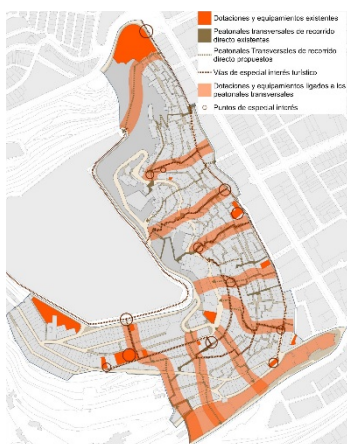 Dotaciones y equipamientos existentes
Peatonales transversales de recorrido
directo existentes
Peatonales Transversales de recorrido
directo propuestos
Vías de especial interés turístico
Dotaciones y equipamientos ligados a los
peatonales transversales
Puntos de especial interés